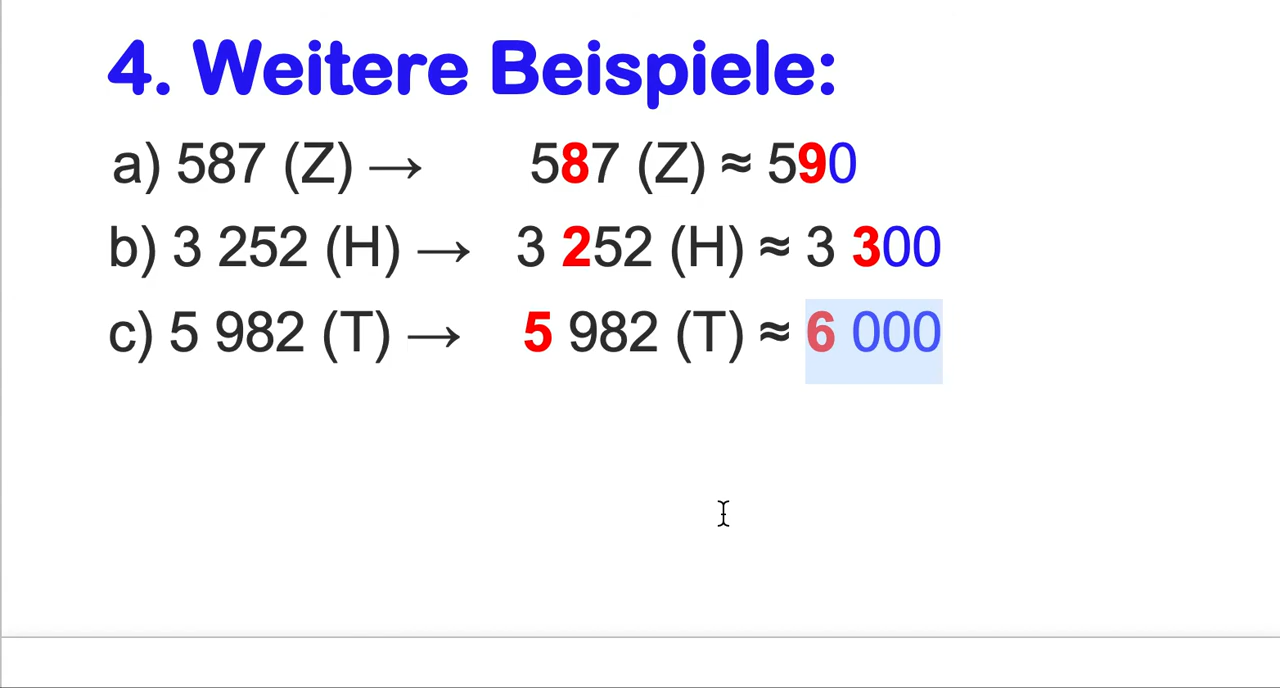 4. Weitere Beispiele:
a) 587 (Z) → 587 (Z) ≈ 590
b) 3 252 (H) → 3 252 (H) ≈ 3 300
c) 5 982 (T) → 5 982 (T) ≈ 6 000